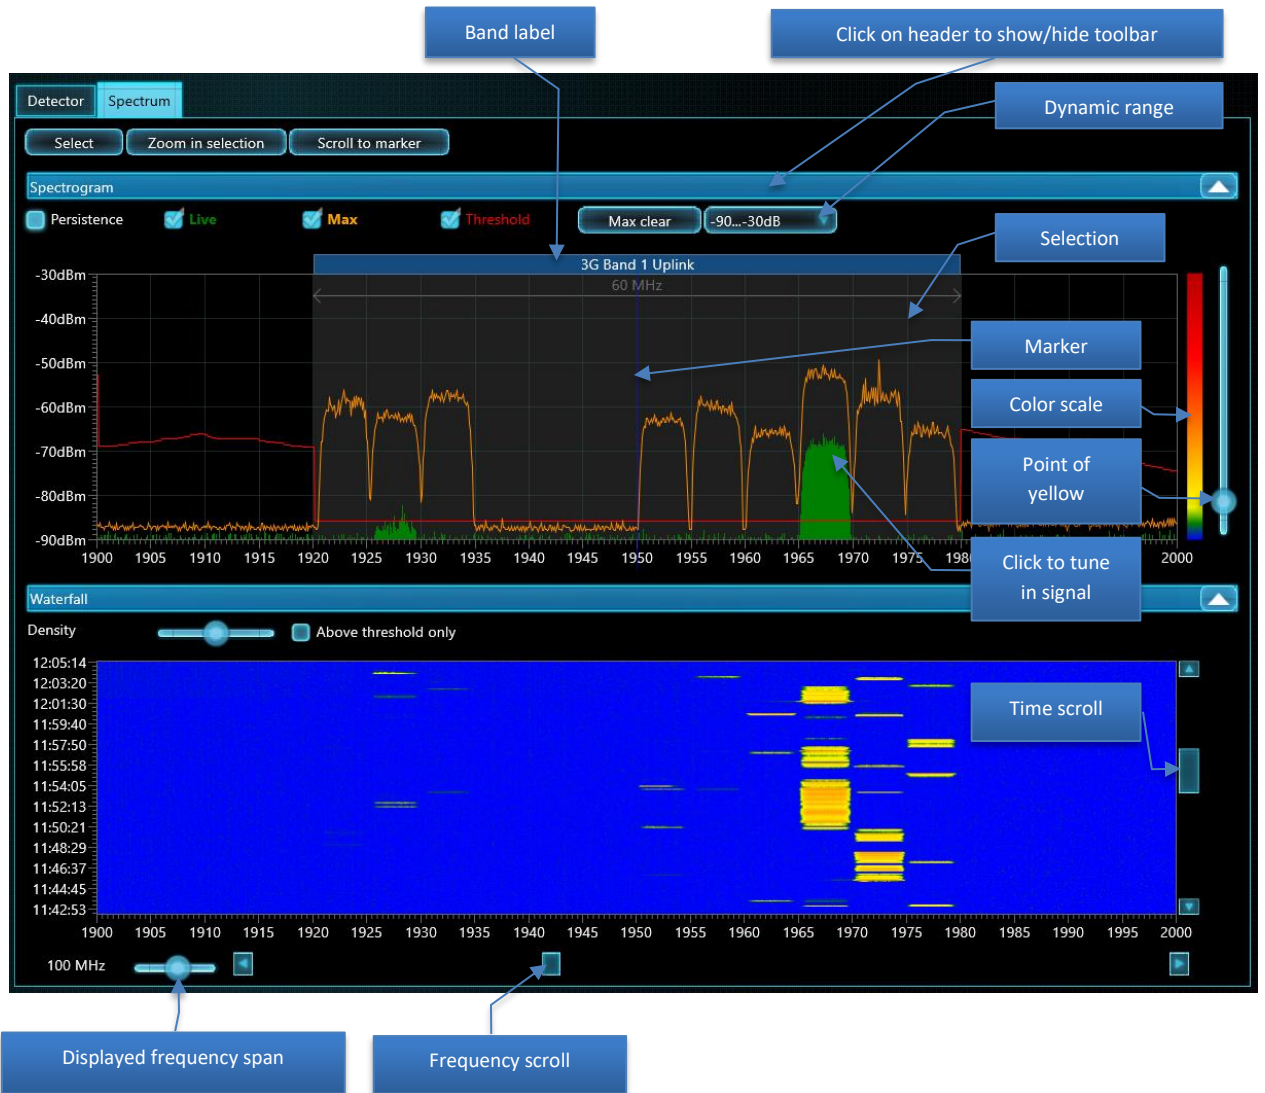 Band label
Click on header to show/hide toolbar
Detector Spectrum
Dynamic range
Select Zoom in selection Scroll to marker
Spectrogram
Persistence Live Max Threshold Max clear -90...-30dB
Selection
3G Band 1 Uplink
60 MHz
-30dBm
-40dBm
Marker
-50dBm
Color scale
-60dBm
-70dBm
Point of
yellow
-80dBm
-90dBm
1900 1905 1910 1915 1920 1925 1930 1935 1940 1945 1950 1955 1960 1965 1970 1975 198 2000
Click to tune
in signal
Waterfall
Density Above threshold only
12:05:14
12:03:20
12:01:30
Time scroll
11:59:40
11:57:50
11:55:58
11:54:05
11:52:13
11:50:21
11:48:29
11:46:37
11:44:45
11:42:53
1900 1905 1910 1915 1920 1925 1930 1935 1940 1945 1950 1955 1960 1965 1970 1975 1980 1985 1990 1995 2000
100 MHz
Displayed frequency span
Frequency scroll